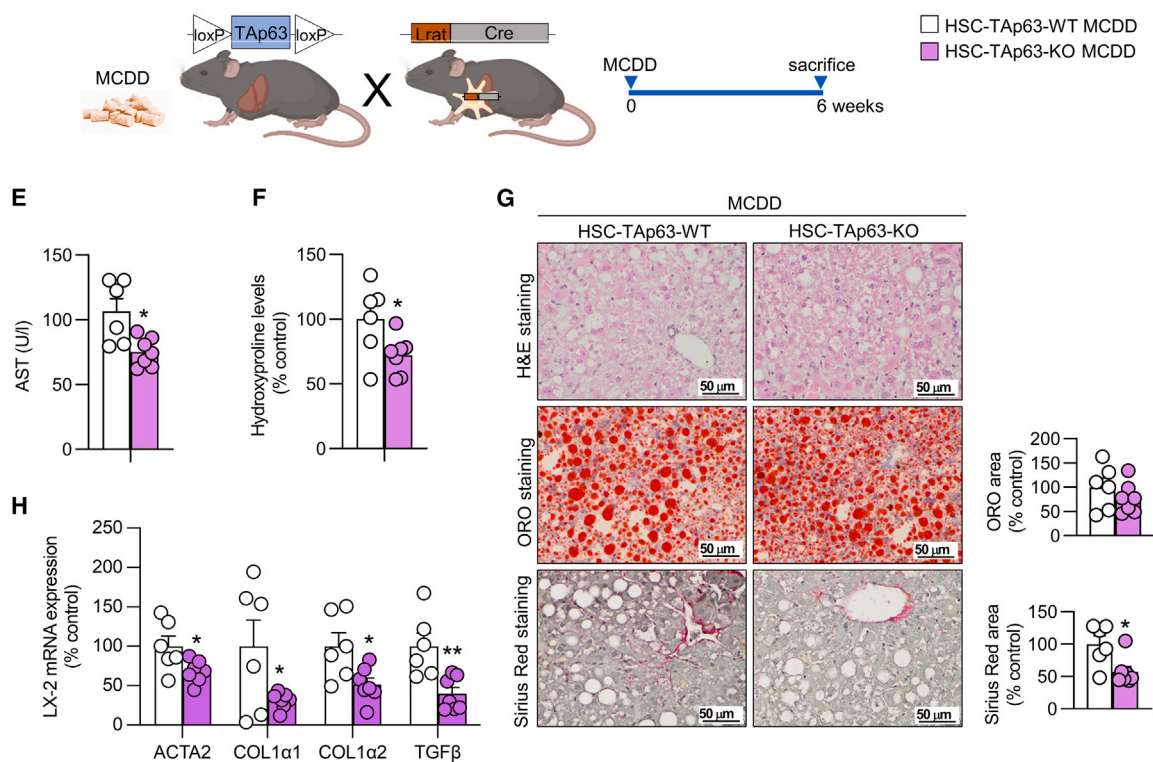 loxP TAp63 loxP
Lrat Cre
HSC-TAp63-WT MCDD
HSC-TAp63-KO MCDD
MCDD
X
MCDD sacrifice
0 6 weeks
E
AST (U/l)
150
100
50
0
*
F
Hydroxyproline levels
(% control)
150
100
50
0
*
G
MCDD
HSC-TAp63-WT HSC-TAp63-KO
H&E staining
50 µm 50 µm
ORO staining
50 µm 50 µm
ORO area
(% control)
200
150
100
50
0
Sirius Red staining
50 µm 50 µm
Sirius Red area
(% control)
150
100
50
0
*
H
LX-2 mRNA expression
(% control)
250
200
150
100
50
0
* * * **
ACTA2 COL1α1 COL1α2 TGFβ